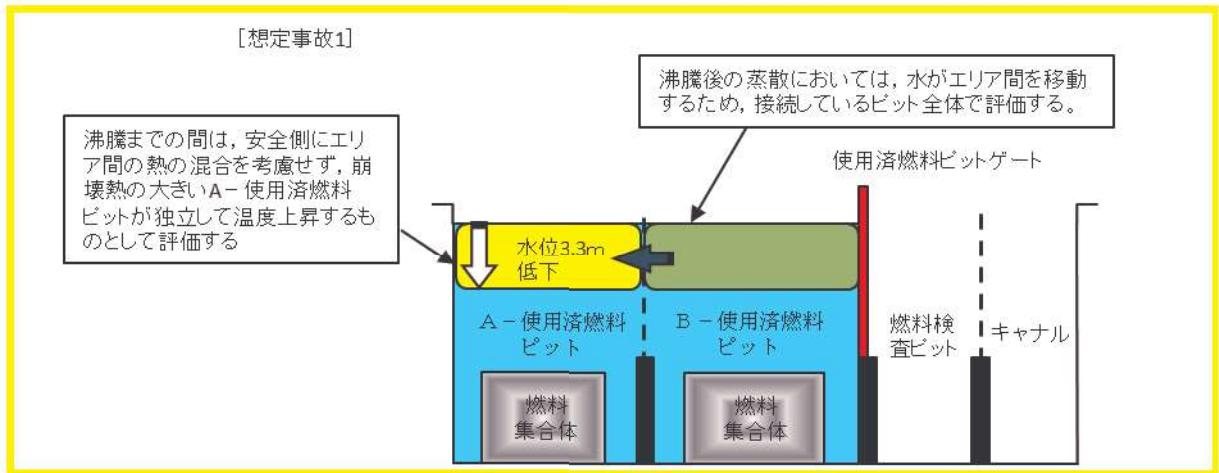 [想定事故1]
沸騰後の蒸散においては，水がエリア間を移動
するため，接続しているピット全体で評価する。
沸騰までの間は，安全側にエリ
ア間の熱の混合を考慮せず，崩
壊熱の大きいA－使用済燃料
ピットが独立して温度上昇するも
のとして評価する
使用済燃料ピットゲート
水位3.3m
低下
A－使用済燃料
ピット
B－使用済燃料
ピット
燃料検
査ピット
キャナル
燃料
集合体
燃料
集合体